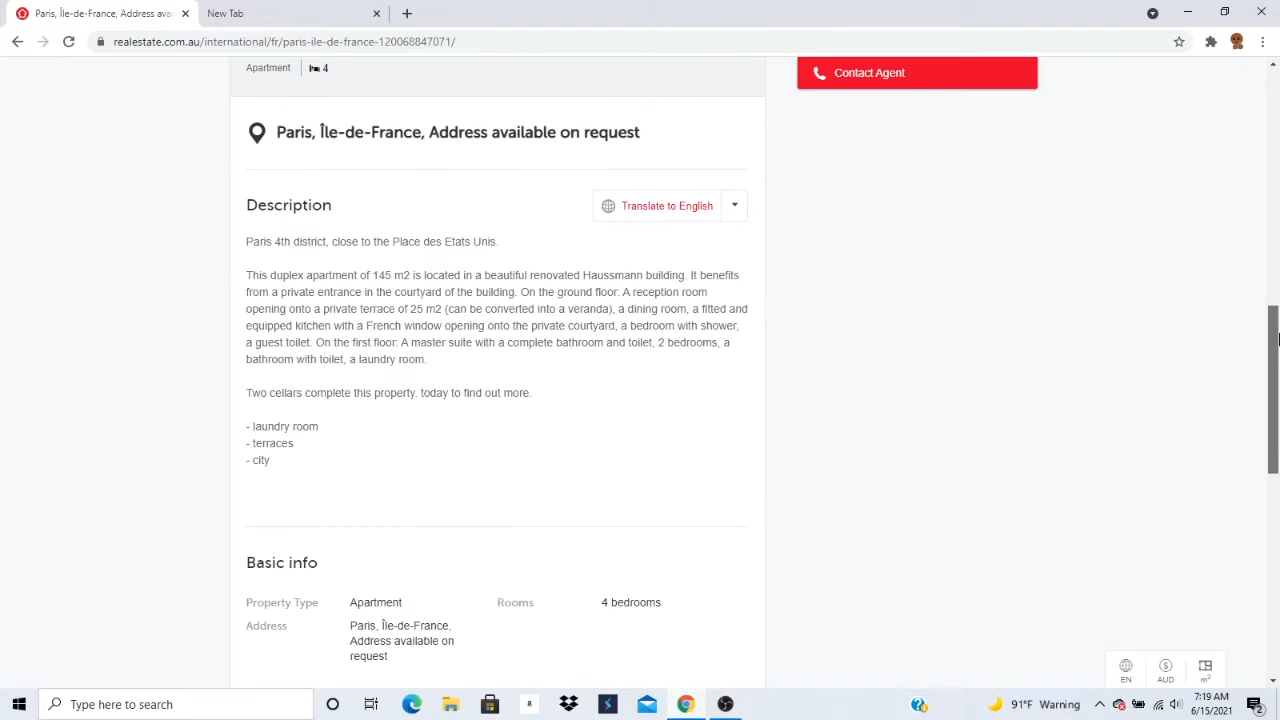 Paris, Île-de-France, Address ava
New Tab
realestate.com.au/international/fr/paris-ile-de-france-120068847071/
Apartment 4
Contact Agent
Paris, Île-de-France, Address available on request
Description
Translate to English
Paris 4th district, close to the Place des Etats Unis.
This duplex apartment of 145 m2 is located in a beautiful renovated Haussmann building. It benefits
from a private entrance in the courtyard of the building. On the ground floor: A reception room
opening onto a private terrace of 25 m2 (can be converted into a veranda), a dining room, a fitted and
equipped kitchen with a French window opening onto the private courtyard, a bedroom with shower,
a guest toilet. On the first floor: A master suite with a complete bathroom and toilet, 2 bedrooms, a
bathroom with toilet, a laundry room.
Two cellars complete this property. today to find out more.
- laundry room
- terraces
- city
Basic info
Property Type Apartment Rooms 4 bedrooms
Address Paris, Île-de-France,
Address available on
request
EN AUD m²
Type here to search
a
91°F Warning
7:19 AM
6/15/2021
2